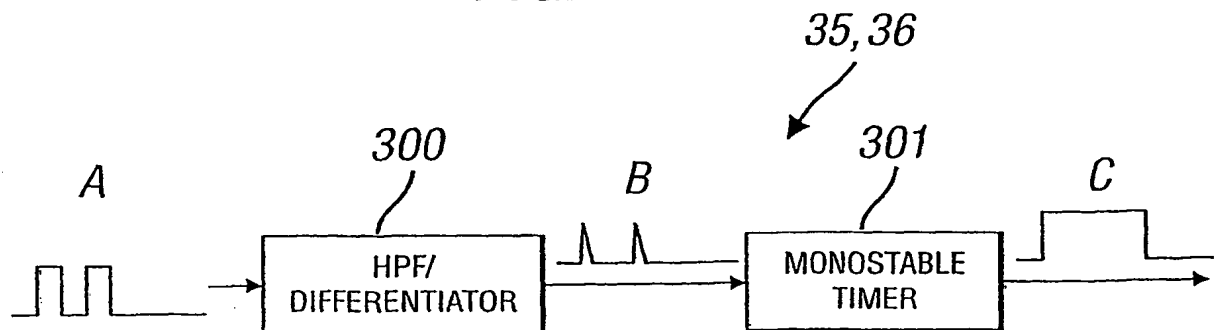 35, 36
300
301
A
B
C
HPF/
DIFFERENTIATOR
MONOSTABLE
TIMER